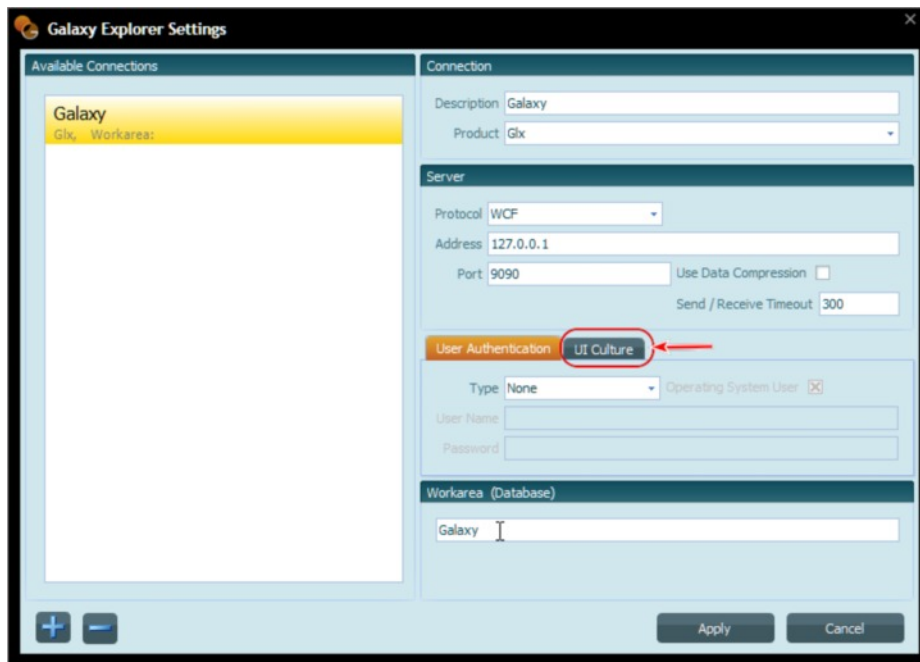 Galaxy Explorer Settings
Available Connections
Galaxy
Glx, Workarea:
Connection
Description Galaxy
Product Glx
Server
Protocol WCF
Address 127.0.0.1
Port 9090 Use Data Compression
Send / Receive Timeout 300
User Authentication UI Culture
Type None Operating System User
User Name
Password
Workarea (Database)
Galaxy
Apply Cancel